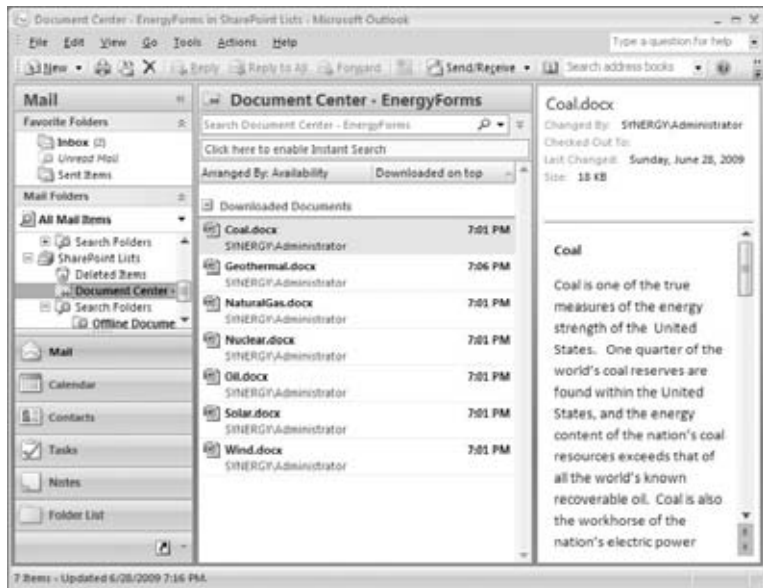 Document Center - EnergyForms in SharePoint Lists - Microsoft Outlook
File Edit View Go Tools Actions Help
Type a question for help
New Reply Reply to All Forward Send/Receive Search address books
Mail
Favorite Folders
Inbox (2)
Unread Mail
Sent Items
Mail Folders
All Mail Items
Search Folders
SharePoint Lists
Deleted Items
Document Center -
Search Folders
Offline Docume
Mail
Calendar
Contacts
Tasks
Notes
Folder List
Document Center - EnergyForms
Search Document Center - EnergyForms
Click here to enable Instant Search
Arranged By: Availability Downloaded on top
Downloaded Documents
Coal.docx 7:01 PM
SYNERGY\Administrator
Geothermal.docx 7:06 PM
SYNERGY\Administrator
NaturalGas.docx 7:01 PM
SYNERGY\Administrator
Nuclear.docx 7:01 PM
SYNERGY\Administrator
Oil.docx 7:01 PM
SYNERGY\Administrator
Solar.docx 7:01 PM
SYNERGY\Administrator
Wind.docx 7:01 PM
SYNERGY\Administrator
Coal.docx
Changed By: SYNERGY\Administrator
Checked Out To:
Last Changed: Sunday, June 28, 2009
Size: 18 KB
Coal
Coal is one of the true
measures of the energy
strength of the United
States. One quarter of the
world's coal reserves are
found within the United
States, and the energy
content of the nation's coal
resources exceeds that of
all the world's known
recoverable oil. Coal is also
the workhorse of the
nation's electric power
7 Items - Updated 6/28/2009 7:16 PM.